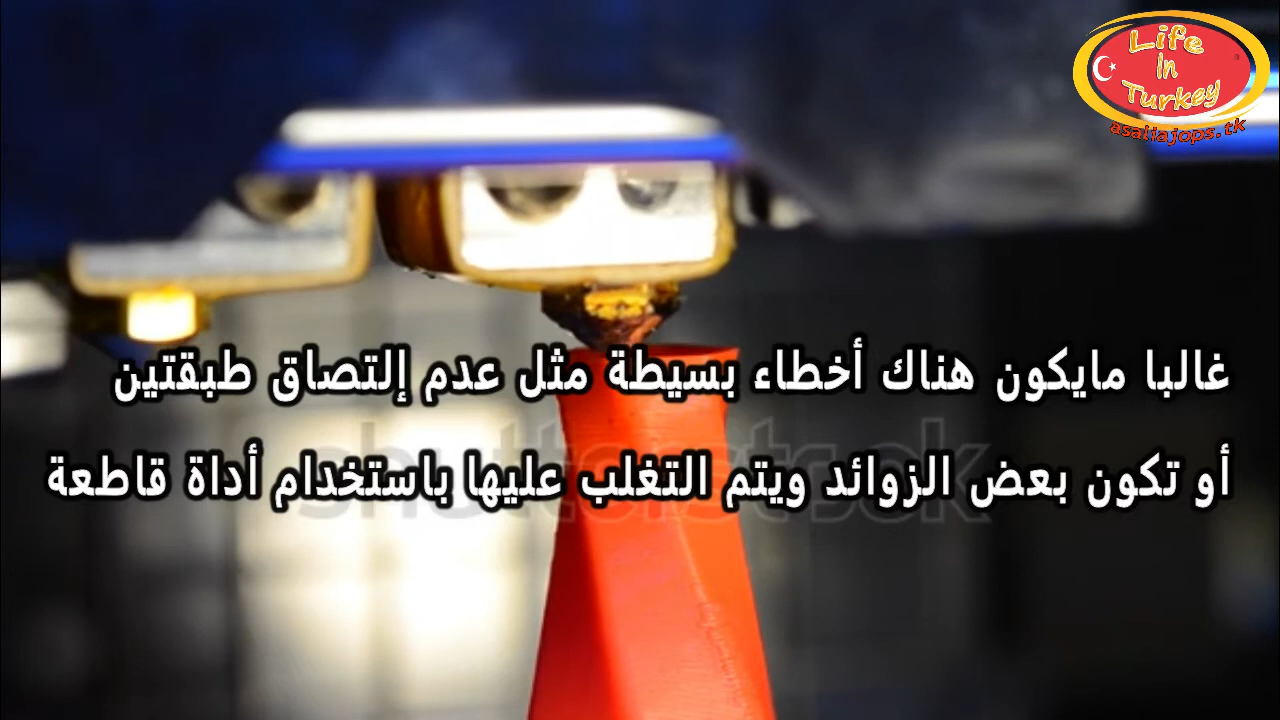 Life
In
Turkey
asaliajops.tk
غالبا مايكون هناك أخطاء بسيطة مثل عدم إلتصاق طبقتين
أو تكون بعض الزوائد ويتم التغلب عليها باستخدام أداة قاطعة
shutterstock